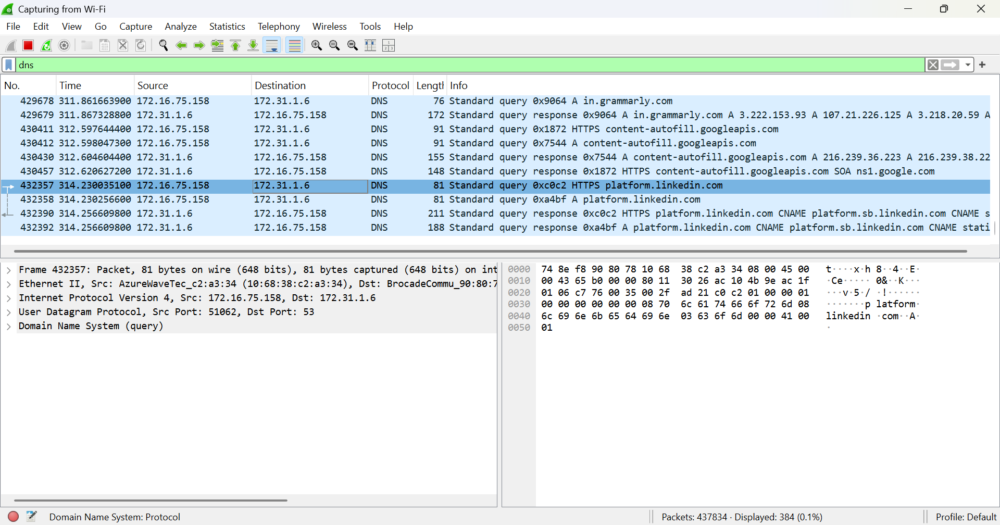 Capturing from Wi-Fi
File Edit View Go Capture Analyze Statistics Telephony Wireless Tools Help
dns
No. Time Source Destination Protocol Length Info
429678 311.861663900 172.16.75.158 172.31.1.6 DNS 76 Standard query 0x9064 A in.grammarly.com
429679 311.867328800 172.31.1.6 172.16.75.158 DNS 172 Standard query response 0x9064 A in.grammarly.com A 3.222.153.93 A 107.21.226.125 A 3.218.20.59 A
430411 312.597644400 172.16.75.158 172.31.1.6 DNS 91 Standard query 0x1872 HTTPS content-autofill.googleapis.com
430412 312.598047300 172.16.75.158 172.31.1.6 DNS 91 Standard query 0x7544 A content-autofill.googleapis.com
430430 312.604604400 172.31.1.6 172.16.75.158 DNS 155 Standard query response 0x7544 A content-autofill.googleapis.com A 216.239.36.223 A 216.239.38.22
430457 312.620627200 172.31.1.6 172.16.75.158 DNS 148 Standard query response 0x1872 HTTPS content-autofill.googleapis.com SOA ns1.google.com
432357 314.230035100 172.16.75.158 172.31.1.6 DNS 81 Standard query 0xc0c2 HTTPS platform.linkedin.com
432358 314.230256600 172.16.75.158 172.31.1.6 DNS 81 Standard query 0xa4bf A platform.linkedin.com
432390 314.256609800 172.31.1.6 172.16.75.158 DNS 211 Standard query response 0xc0c2 HTTPS platform.linkedin.com CNAME platform.sb.linkedin.com CNAME s
432392 314.256609800 172.31.1.6 172.16.75.158 DNS 188 Standard query response 0xa4bf A platform.linkedin.com CNAME platform.sb.linkedin.com CNAME stati
Frame 432357: Packet, 81 bytes on wire (648 bits), 81 bytes captured (648 bits) on int
Ethernet II, Src: AzureWaveTec_c2:a3:34 (10:68:38:c2:a3:34), Dst: BrocadeCommu_90:80:7
Internet Protocol Version 4, Src: 172.16.75.158, Dst: 172.31.1.6
User Datagram Protocol, Src Port: 51062, Dst Port: 53
Domain Name System (query)
0000 74 8e f8 90 80 78 10 68 38 c2 a3 34 08 00 45 00 t····x·h 8··4··E·
0010 00 43 65 b0 00 00 80 11 30 26 ac 10 4b 9e ac 1f ·Ce····· 0&··K···
0020 01 06 c7 76 00 35 00 2f ad 21 c0 c2 01 00 00 01 ···v·5·/ ·!······
0030 00 00 00 00 00 00 08 70 6c 61 74 66 6f 72 6d 08 ·······p latform·
0040 6c 69 6e 6b 65 64 69 6e 03 63 6f 6d 00 00 41 00 linkedin ·com··A·
0050 01 ·
Domain Name System: Protocol
Packets: 437834 · Displayed: 384 (0.1%)
Profile: Default